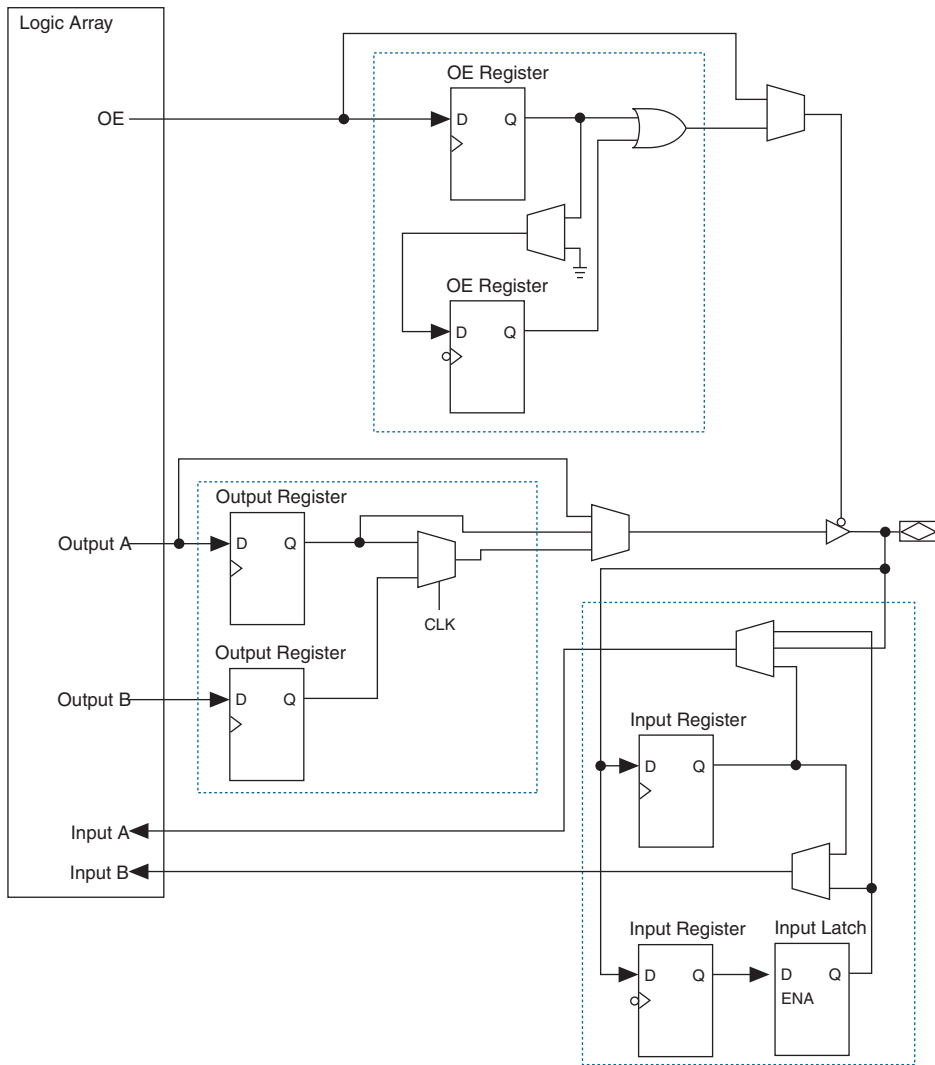 Logic Array
OE
OE Register
D Q
OE Register
D Q
Output Register
Output A
D Q
CLK
Output Register
Output B
D Q
Input Register
D Q
Input A
Input B
Input Register
Input Latch
D Q
D Q
ENA